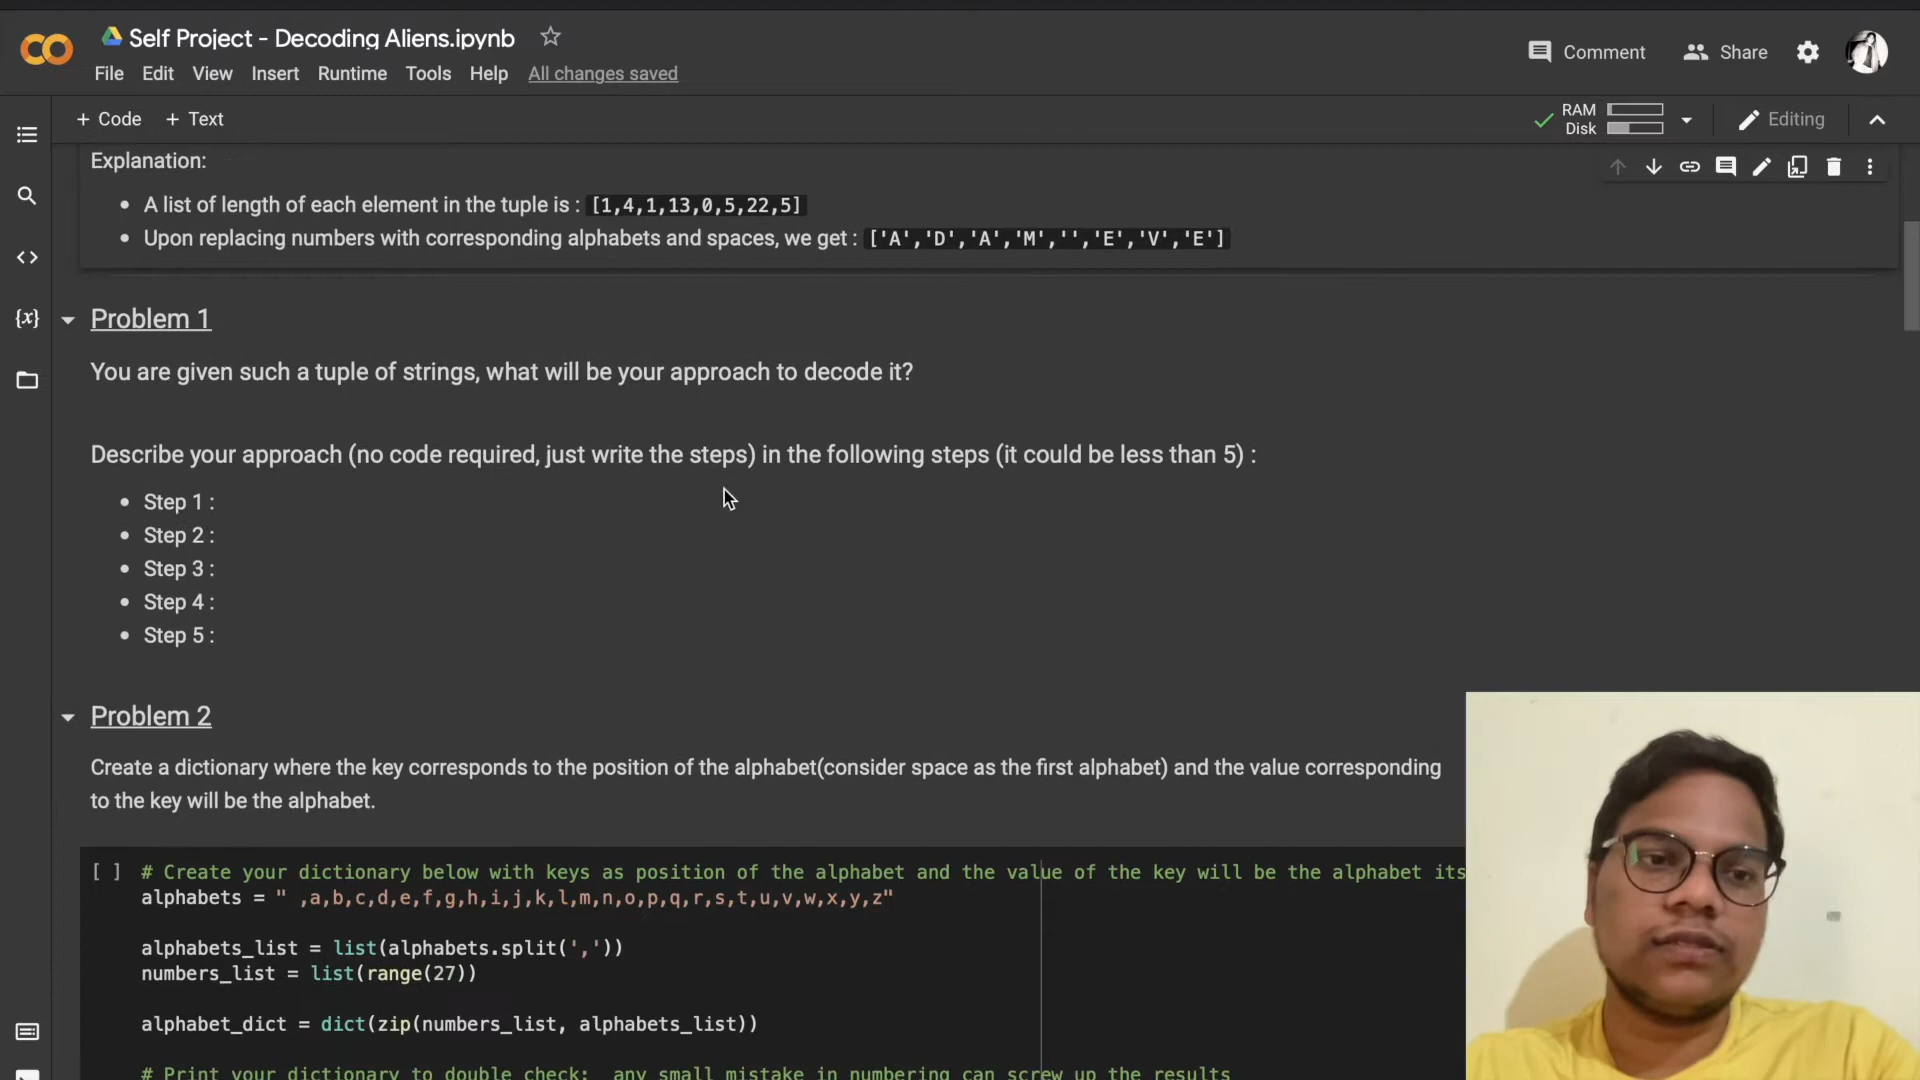 Self Project - Decoding Aliens.ipynb
Comment
Share
File Edit View Insert Runtime Tools Help All changes saved
+ Code + Text
RAM
Disk
Editing
Explanation:
A list of length of each element in the tuple is : [1,4,1,13,0,5,22,5]
Upon replacing numbers with corresponding alphabets and spaces, we get : ['A','D','A','M','','E','V','E']
Problem 1
You are given such a tuple of strings, what will be your approach to decode it?
Describe your approach (no code required, just write the steps) in the following steps (it could be less than 5) :
Step 1 :
Step 2 :
Step 3 :
Step 4 :
Step 5 :
Problem 2
Create a dictionary where the key corresponds to the position of the alphabet(consider space as the first alphabet) and the value corresponding
to the key will be the alphabet.
[ ] # Create your dictionary below with keys as position of the alphabet and the value of the key will be the alphabet its
alphabets = " ,a,b,c,d,e,f,g,h,i,j,k,l,m,n,o,p,q,r,s,t,u,v,w,x,y,z"
alphabets_list = list(alphabets.split(','))
numbers_list = list(range(27))
alphabet_dict = dict(zip(numbers_list, alphabets_list))
# Print your dictionary to double check: any small mistake in numbering can screw up the results